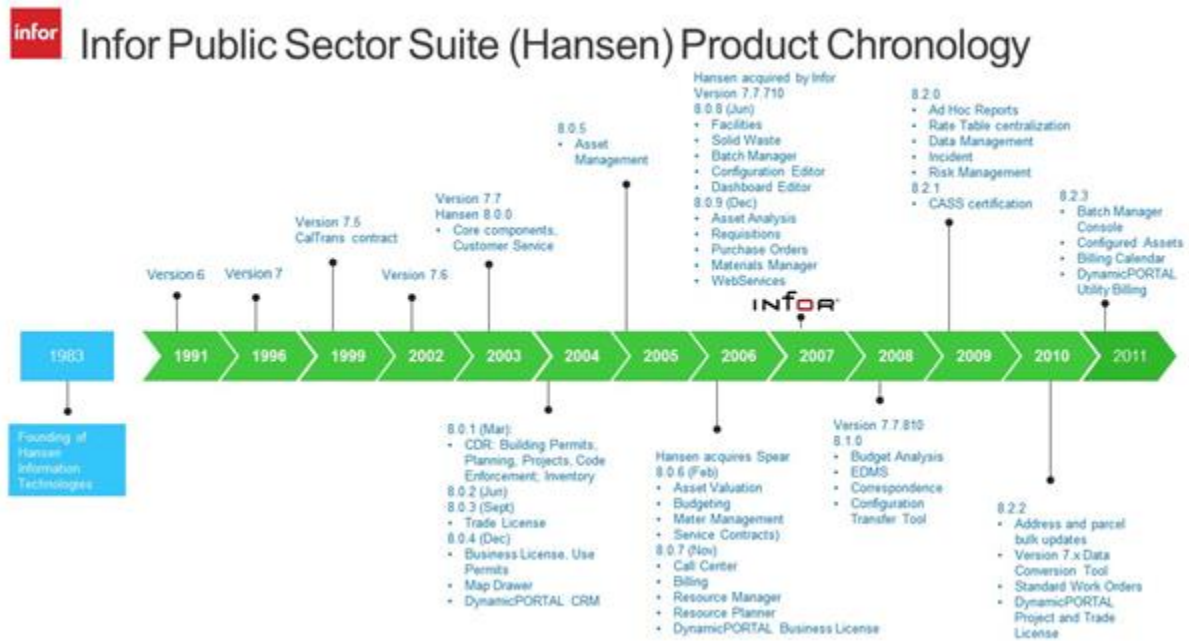 infor
Infor Public Sector Suite (Hansen) Product Chronology
1983
Founding of
Hansen
Information
Technologies
1991
1996
1999
2002
2003
2004
2005
2006
2007
2008
2009
2010
2011
Version 6
Version 7
Version 7.5
CalTrans contract
Version 7.6
Version 7.7
Hansen 8.0.0
• Core components,
Customer Service
8.0.1 (Mar):
• CDR: Building Permits,
Planning, Projects, Code
Enforcement; Inventory
8.0.2 (Jun)
8.0.3 (Sept)
• Trade License
8.0.4 (Dec)
• Business License, Use
Permits
• Map Drawer
• DynamicPORTAL CRM
8.0.5
• Asset
Management
Hansen acquires Spear
8.0.6 (Feb)
• Asset Valuation
• Budgeting
• Meter Management
• Service Contracts)
8.0.7 (Nov)
• Call Center
• Billing
• Resource Manager
• Resource Planner
• DynamicPORTAL Business License
Hansen acquired by Infor
Version 7.7.710
8.0.8 (Jun)
• Facilities
• Solid Waste
• Batch Manager
• Configuration Editor
• Dashboard Editor
8.0.9 (Dec)
• Asset Analysis
• Requisitions
• Purchase Orders
• Materials Manager
• WebServices
INFOR
Version 7.7.810
8.1.0
• Budget Analysis
• EDMS
• Correspondence
• Configuration
Transfer Tool
8.2.0
• Ad Hoc Reports
• Rate Table centralization
• Data Management
• Incident
• Risk Management
8.2.1
• CASS certification
8.2.2
• Address and parcel
bulk updates
• Version 7.x Data
Conversion Tool
• Standard Work Orders
• DynamicPORTAL
Project and Trade
License
8.2.3
• Batch Manager
Console
• Configured Assets
• Billing Calendar
• DynamicPORTAL
Utility Billing